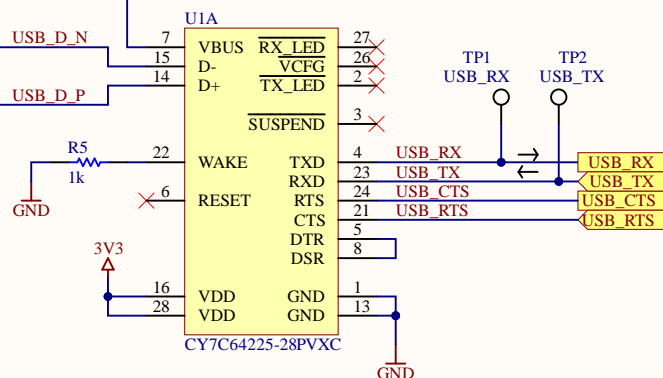 U1A
USB_D_N
7 VBUS RX_LED 27
15 D- VCFG 26
14 D+ TX_LED 2
USB_D_P
TP1 TP2
USB_RX USB_TX
SUSPEND 3
R5
22 WAKE TXD 4 USB_RX USB_RX
1k
RXD 23 USB_TX USB_TX
6 RESET RTS 24 USB_CTS USB_CTS
GND
CTS 21 USB_RTS USB_RTS
DTR 5
3V3
DSR 8
16 VDD GND 1
28 VDD GND 13
CY7C64225-28PVXC
GND